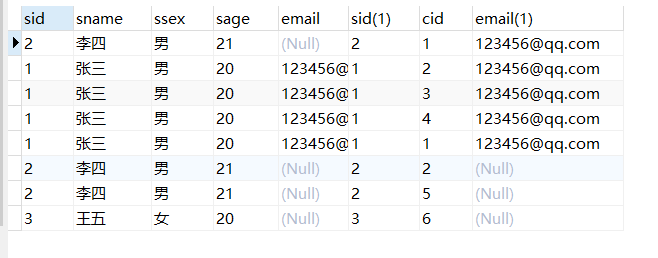 sid sname ssex sage email sid(1) cid email(1)
2 李四 男 21 (Null) 2 1 123456@qq.com
1 张三 男 20 123456@ 1 2 123456@qq.com
1 张三 男 20 123456@ 1 3 123456@qq.com
1 张三 男 20 123456@ 1 4 123456@qq.com
1 张三 男 20 123456@ 1 1 123456@qq.com
2 李四 男 21 (Null) 2 2 (Null)
2 李四 男 21 (Null) 2 5 (Null)
3 王五 女 20 (Null) 3 6 (Null)